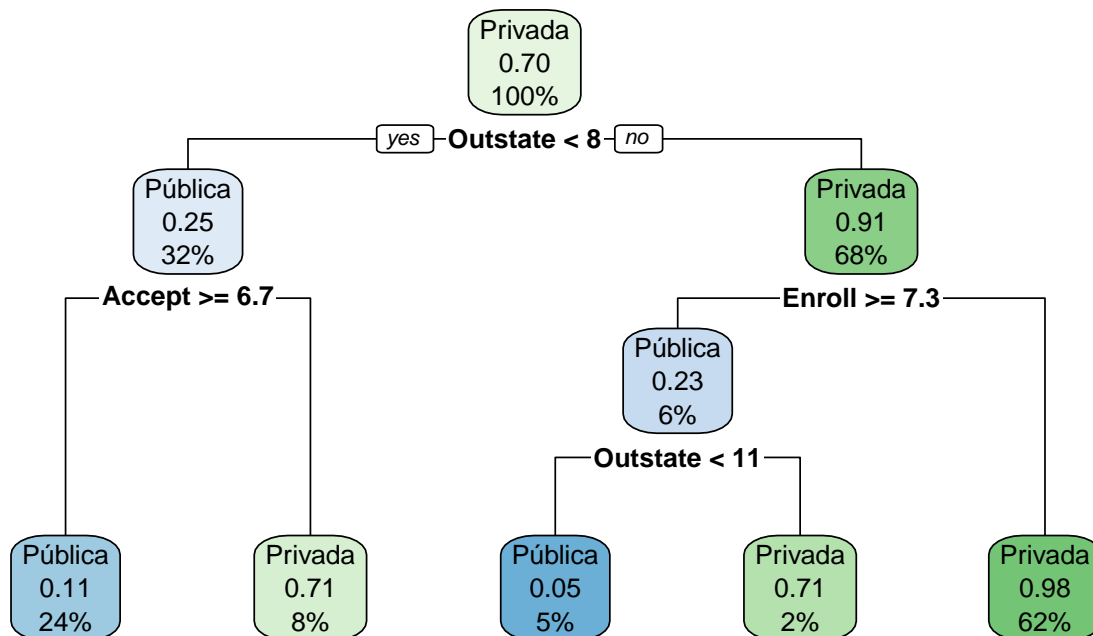 Privada
0.70
100%
yes Outstate < 8 no
Pública
0.25
32%
Privada
0.91
68%
Accept >= 6.7
Enroll >= 7.3
Pública
0.23
6%
Outstate < 11
Pública
0.11
24%
Privada
0.71
8%
Pública
0.05
5%
Privada
0.71
2%
Privada
0.98
62%